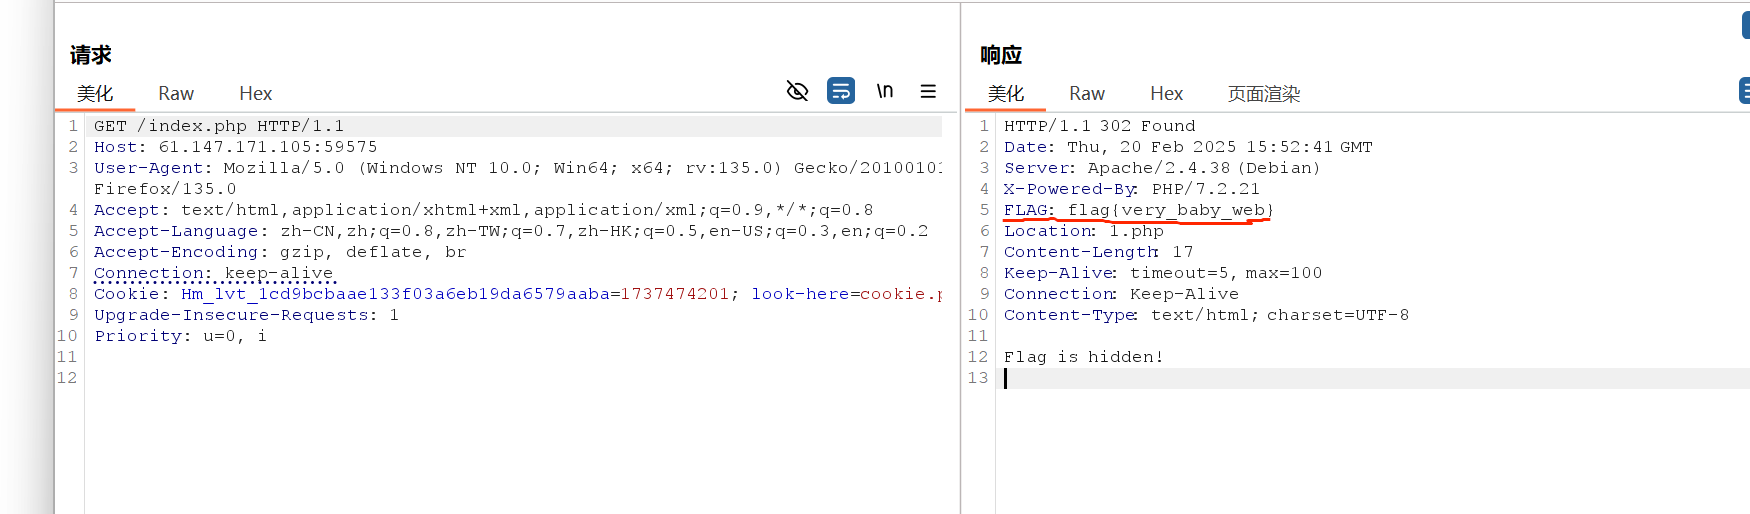 请求
美化 Raw Hex \n
1 GET /index.php HTTP/1.1
2 Host: 61.147.171.105:59575
3 User-Agent: Mozilla/5.0 (Windows NT 10.0; Win64; x64; rv:135.0) Gecko/20100101
Firefox/135.0
4 Accept: text/html,application/xhtml+xml,application/xml;q=0.9,*/*;q=0.8
5 Accept-Language: zh-CN,zh;q=0.8,zh-TW;q=0.7,zh-HK;q=0.5,en-US;q=0.3,en;q=0.2
6 Accept-Encoding: gzip, deflate, br
7 Connection: keep-alive
8 Cookie: Hm_lvt_1cd9bcbaae133f03a6eb19da6579aaba=1737474201; look-here=cookie.p
9 Upgrade-Insecure-Requests: 1
10 Priority: u=0, i
11
12
响应
美化 Raw Hex 页面渲染
1 HTTP/1.1 302 Found
2 Date: Thu, 20 Feb 2025 15:52:41 GMT
3 Server: Apache/2.4.38 (Debian)
4 X-Powered-By: PHP/7.2.21
5 FLAG: flag{very_baby_web}
6 Location: 1.php
7 Content-Length: 17
8 Keep-Alive: timeout=5, max=100
9 Connection: Keep-Alive
10 Content-Type: text/html; charset=UTF-8
11
12 Flag is hidden!
13